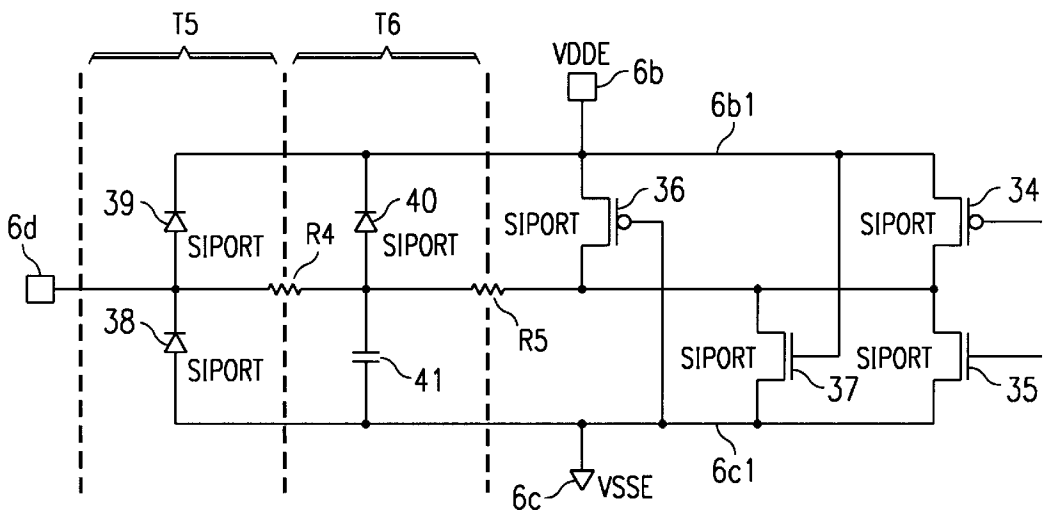 T5
T6
VDDE
6b
6b1
39
40
36
34
6d
SIPORT
R4
SIPORT
SIPORT
SIPORT
38
SIPORT
41
R5
SIPORT
37
SIPORT
35
6c
VSSE
6c1